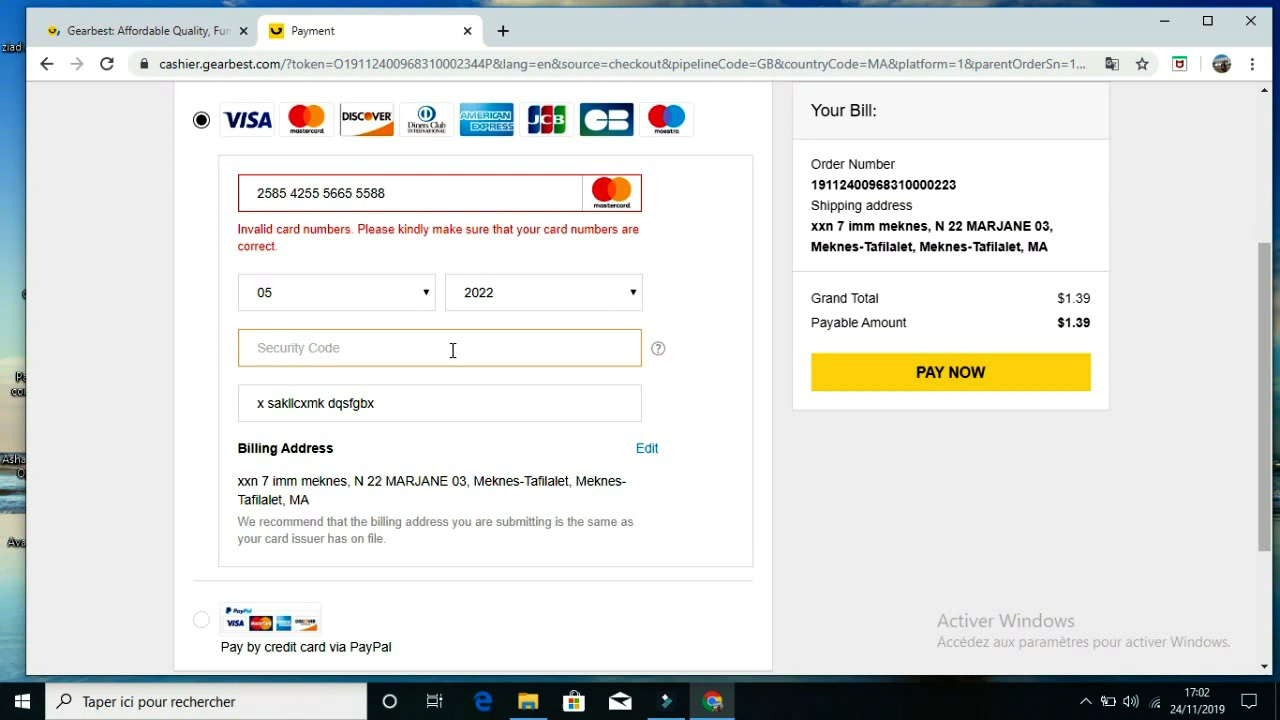 ziad
Gearbest: Affordable Quality, Fun
Payment
cashier.gearbest.com/?token=O19112400968310002344P&lang=en&source=checkout&pipelineCode=GB&countryCode=MA&platform=1&parentOrderSn=1...
VISA
mastercard
DISCOVER
Diners Club
INTERNATIONAL
AMERICAN
EXPRESS
JCB
CB
maestro
2585 4255 5665 5588
mastercard
Invalid card numbers. Please kindly make sure that your card numbers are
correct.
05
2022
Security Code
?
x sakllcxmk dqsfgbx
Billing Address
Edit
xxn 7 imm meknes, N 22 MARJANE 03, Meknes-Tafilalet, Meknes-
Tafilalet, MA
We recommend that the billing address you are submitting is the same as
your card issuer has on file.
PayPal
VISA
DISCOVER
Pay by credit card via PayPal
Your Bill:
Order Number
19112400968310000223
Shipping address
xxn 7 imm meknes, N 22 MARJANE 03,
Meknes-Tafilalet, Meknes-Tafilalet, MA
Grand Total $1.39
Payable Amount $1.39
PAY NOW
Activer Windows
Accédez aux paramètres pour activer Windows.
Taper ici pour rechercher
17:02
24/11/2019